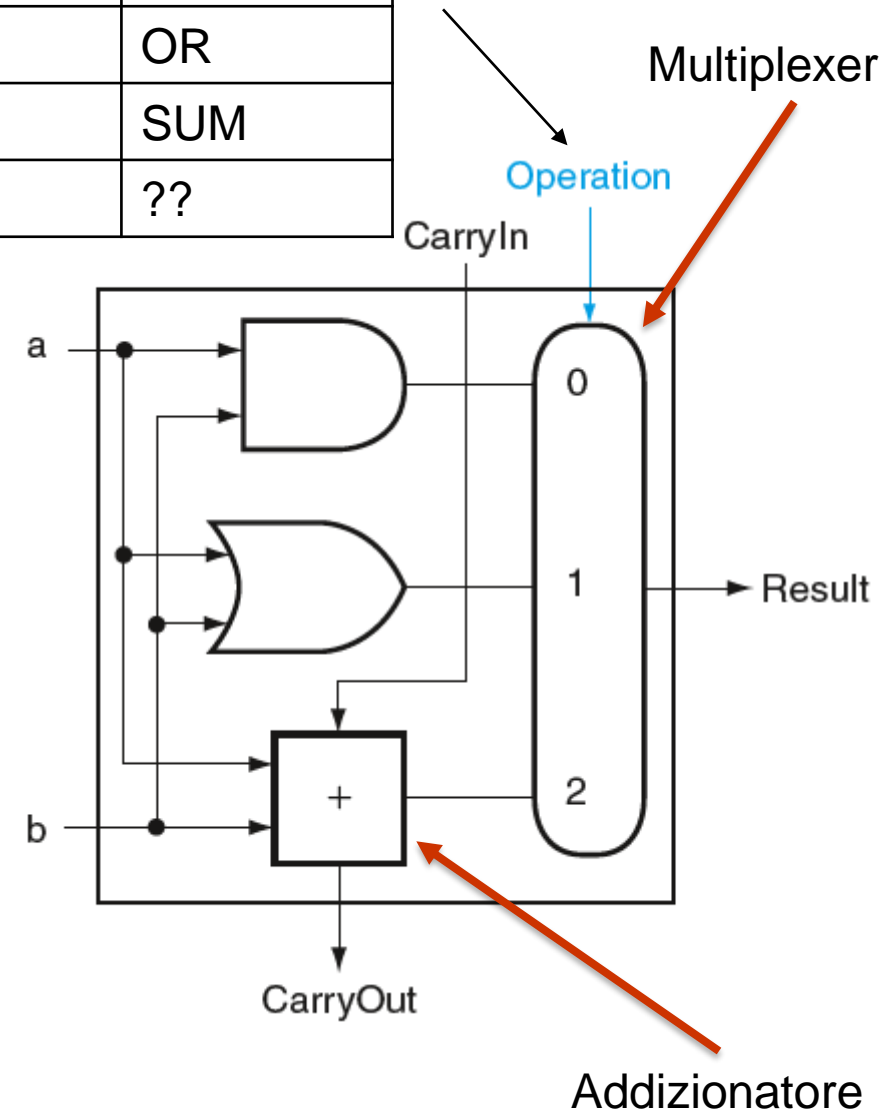 OR
Multiplexer
SUM
Operation
??
CarryIn
a
0
1
Result
2
+
b
CarryOut
Addizionatore